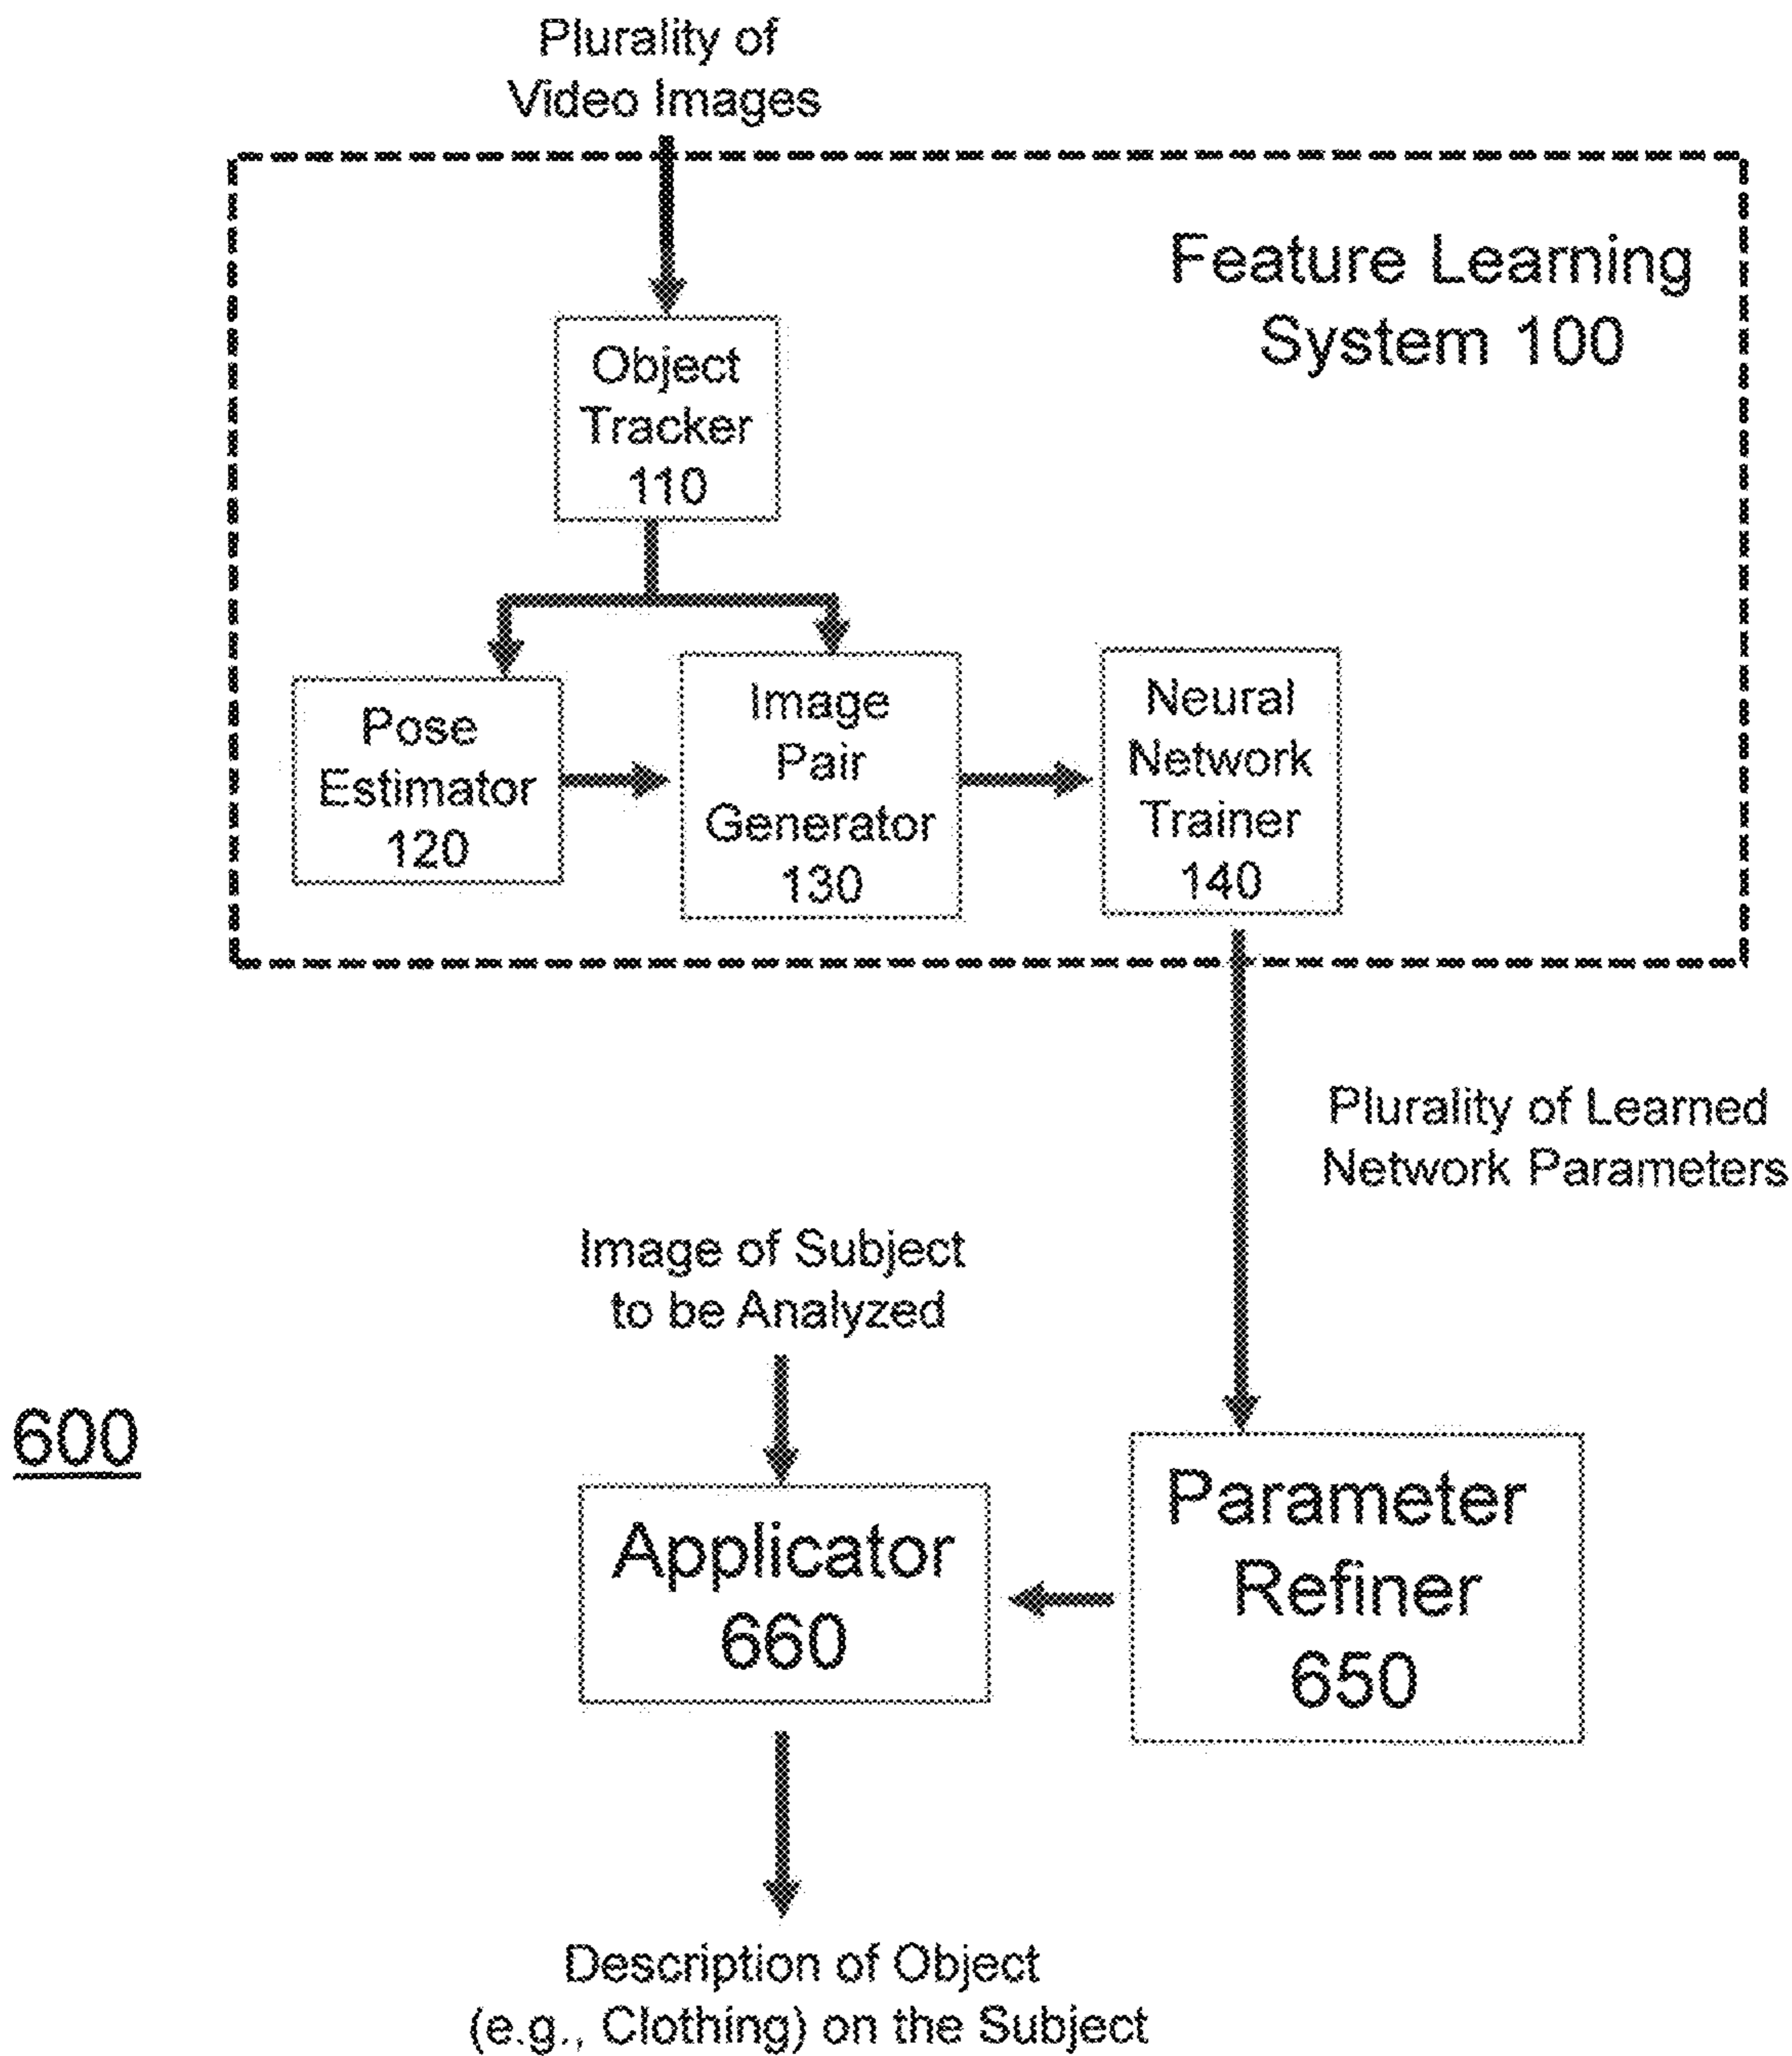 Plurality of
Video Images
Feature Learning
System 100
Object
Tracker
110
Pose
Estimator
120
Image
Pair
Generator
130
Neural
Network
Trainer
140
Plurality of Learned
Network Parameters
Image of Subject
to be Analyzed
600
Applicator
660
Parameter
Refiner
650
Description of Object
(e.g., Clothing) on the Subject